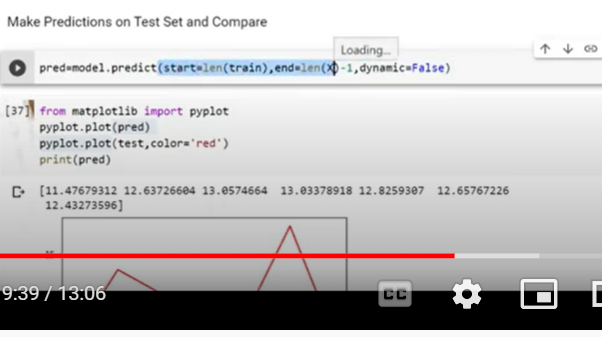 Make Predictions on Test Set and Compare
Loading...
pred=model.predict(start=len(train),end=len(X)-1,dynamic=False)
[37] from matplotlib import pyplot
pyplot.plot(pred)
pyplot.plot(test,color='red')
print(pred)
[11.47679312 12.63726604 13.0574664 13.03378918 12.8259307 12.65767226
12.43273596]
9:39 / 13:06
CC